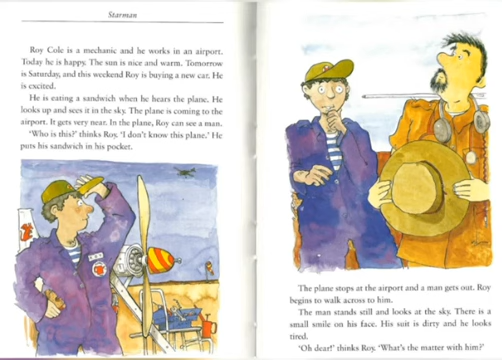 Starman
Roy Cole is a mechanic and he works in an airport.
Today he is happy. The sun is nice and warm. Tomorrow
is Saturday, and this weekend Roy is buying a new car. He
is excited.
He is eating a sandwich when he hears the plane. He
looks up and sees it in the sky. The plane is coming to the
airport. It gets very near. In the plane, Roy can see a man.
'Who is this?' thinks Roy. 'I don't know this plane.' He
puts his sandwich in his pocket.
The plane stops at the airport and a man gets out. Roy
begins to walk across to him.
The man stands still and looks at the sky. There is a
small smile on his face. His suit is dirty and he looks
tired.
'Oh dear!' thinks Roy. 'What's the matter with him?'